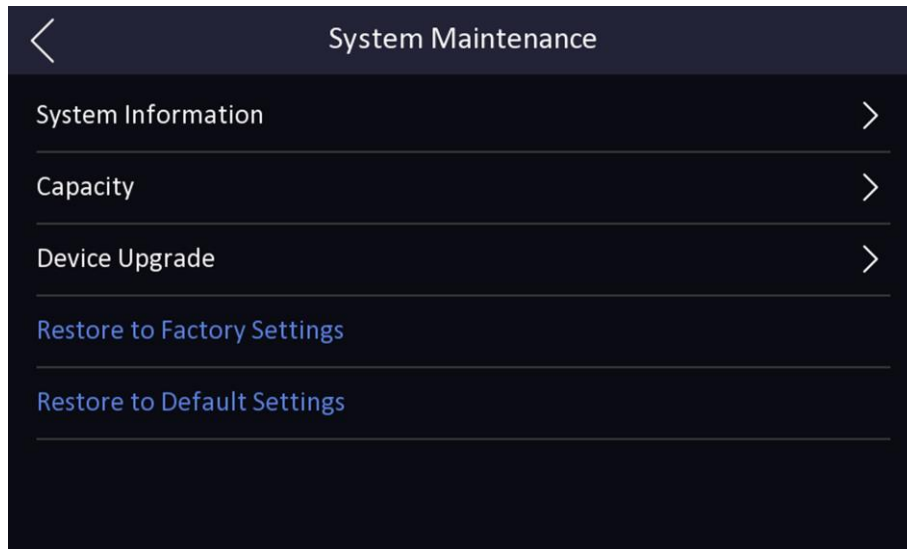 System Maintenance
System Information
Capacity
Device Upgrade
Restore to Factory Settings
Restore to Default Settings